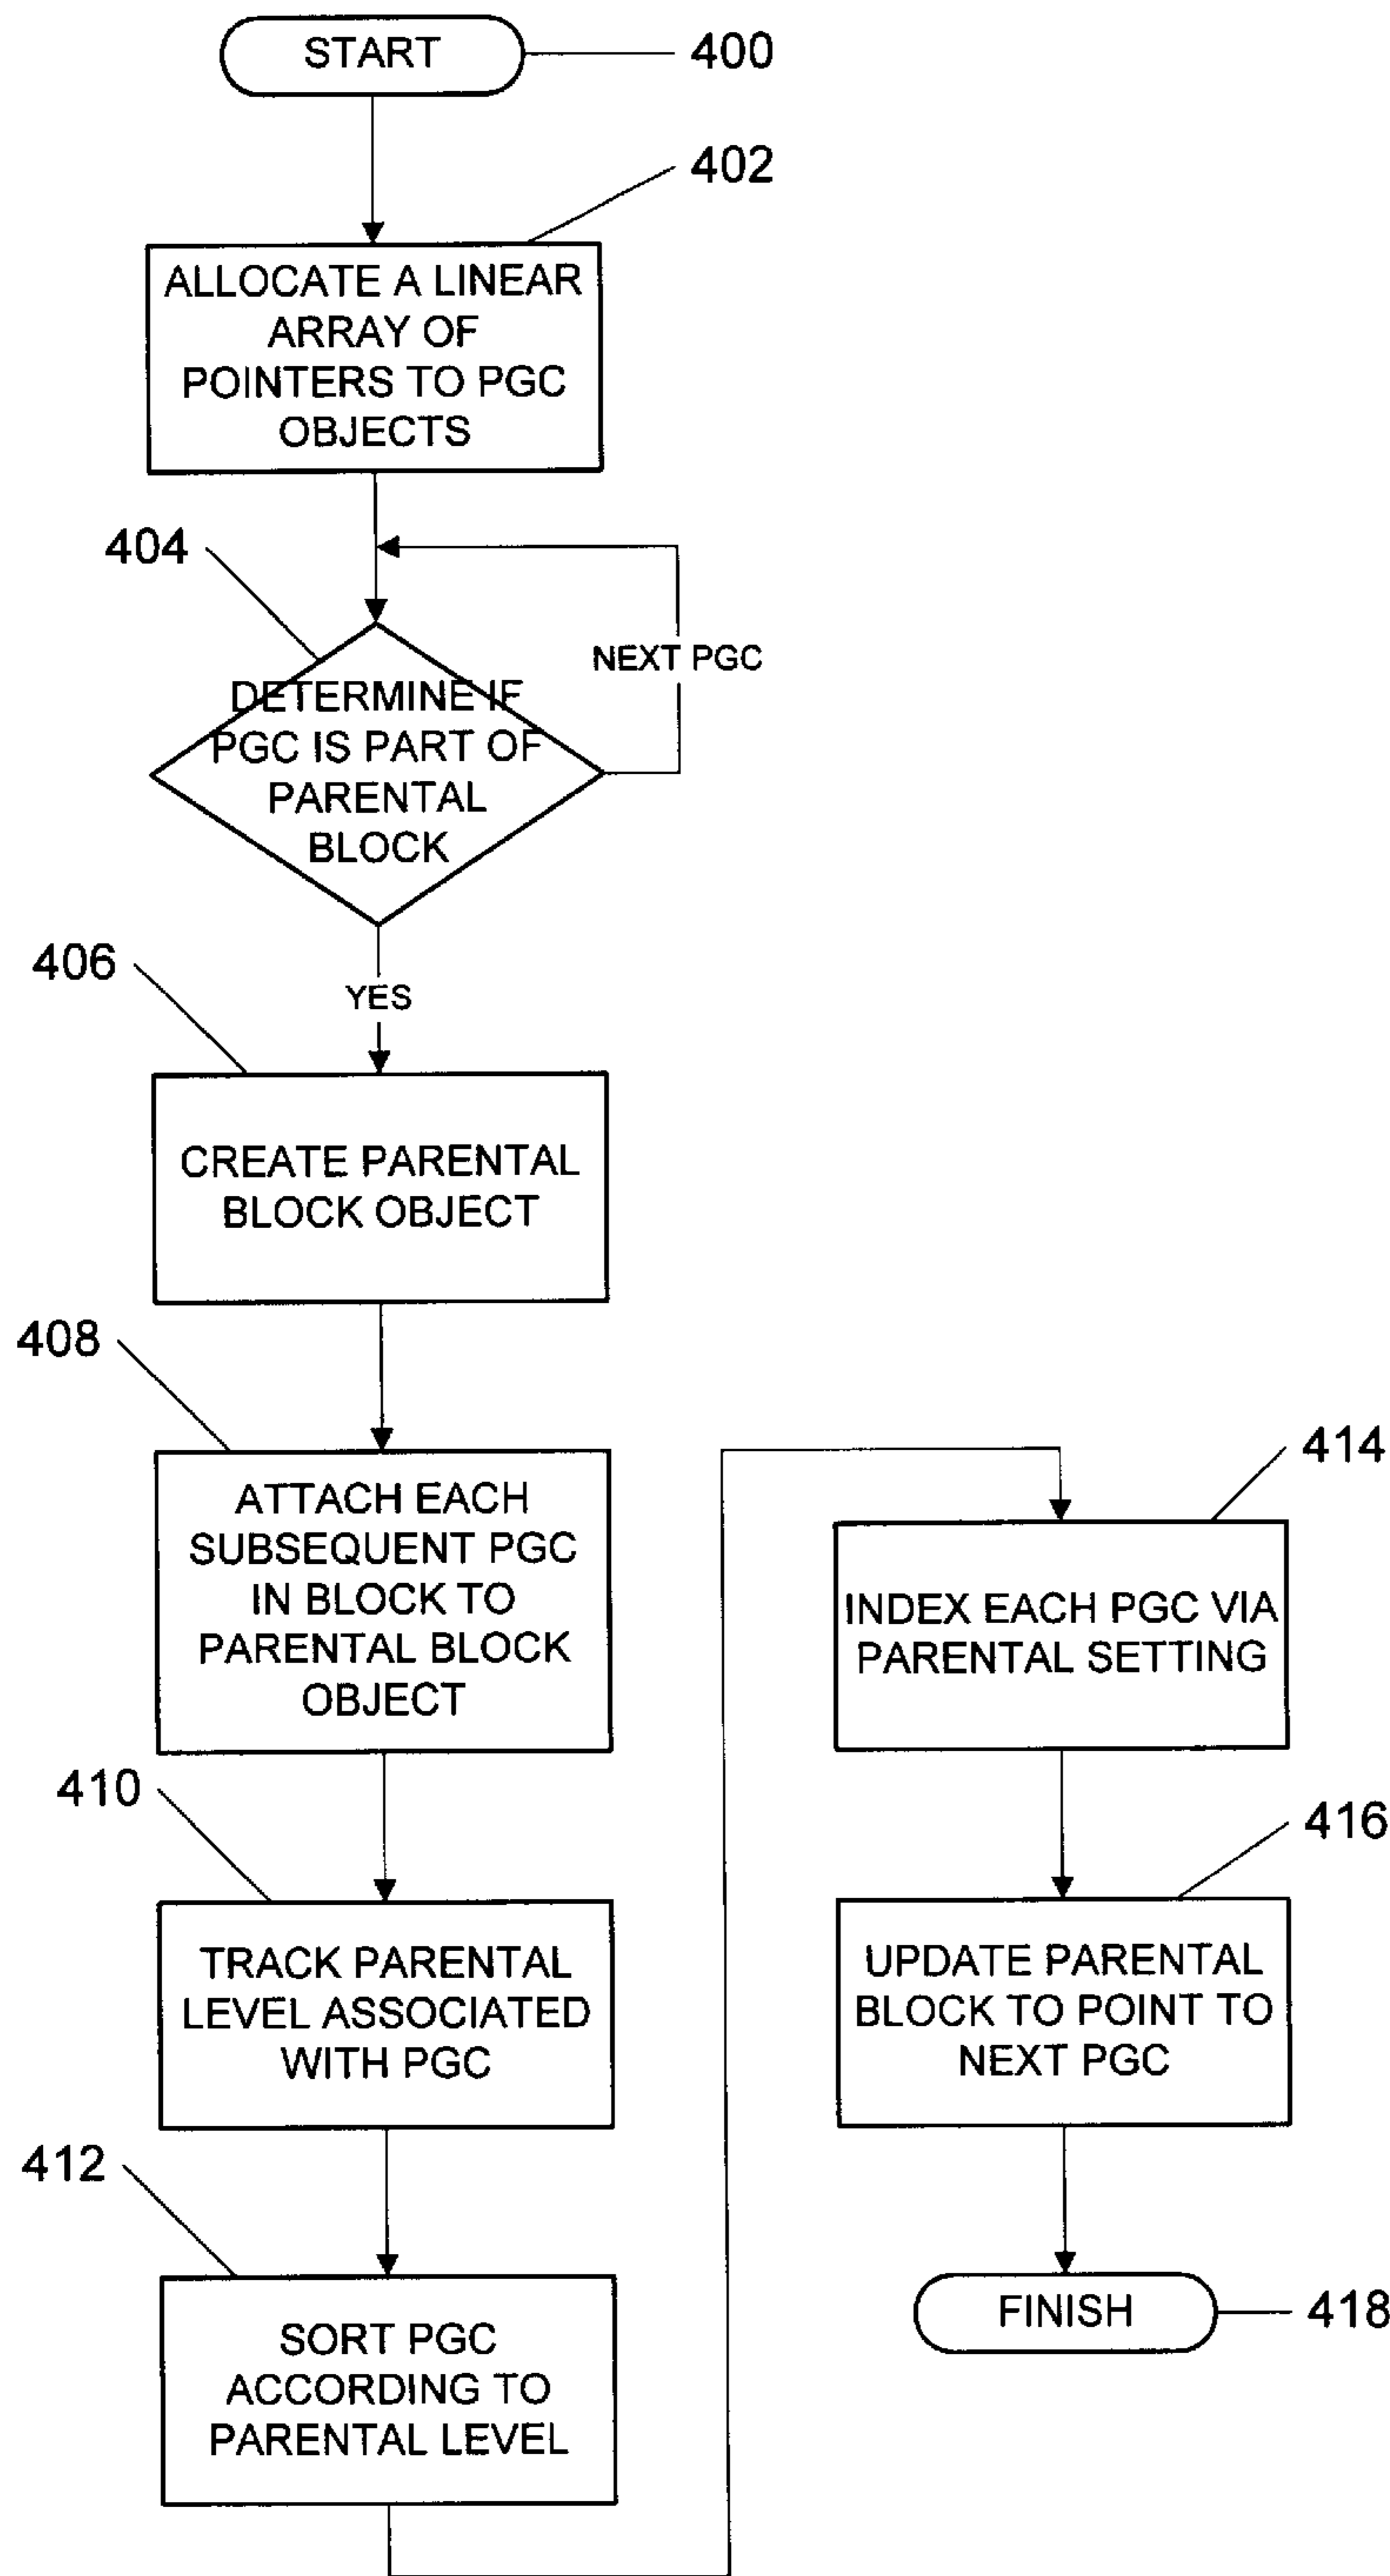 START
400
402
ALLOCATE A LINEAR
ARRAY OF
POINTERS TO PGC
OBJECTS
404
NEXT PGC
DETERMINE IF
PGC IS PART OF
PARENTAL
BLOCK
406
YES
CREATE PARENTAL
BLOCK OBJECT
408
ATTACH EACH
SUBSEQUENT PGC
IN BLOCK TO
PARENTAL BLOCK
OBJECT
410
TRACK PARENTAL
LEVEL ASSOCIATED
WITH PGC
412
SORT PGC
ACCORDING TO
PARENTAL LEVEL
414
INDEX EACH PGC VIA
PARENTAL SETTING
416
UPDATE PARENTAL
BLOCK TO POINT TO
NEXT PGC
FINISH
418